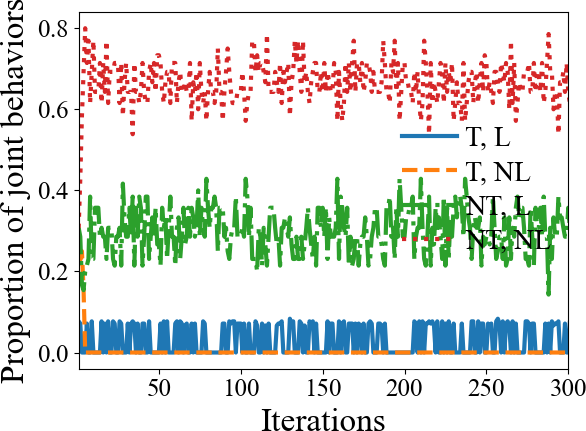 Proportion of joint behaviors
0.8
0.6
0.4
0.2
0.0
T, L
T, NL
NT, L
NT, NL
50
100
150
200
250
300
Iterations